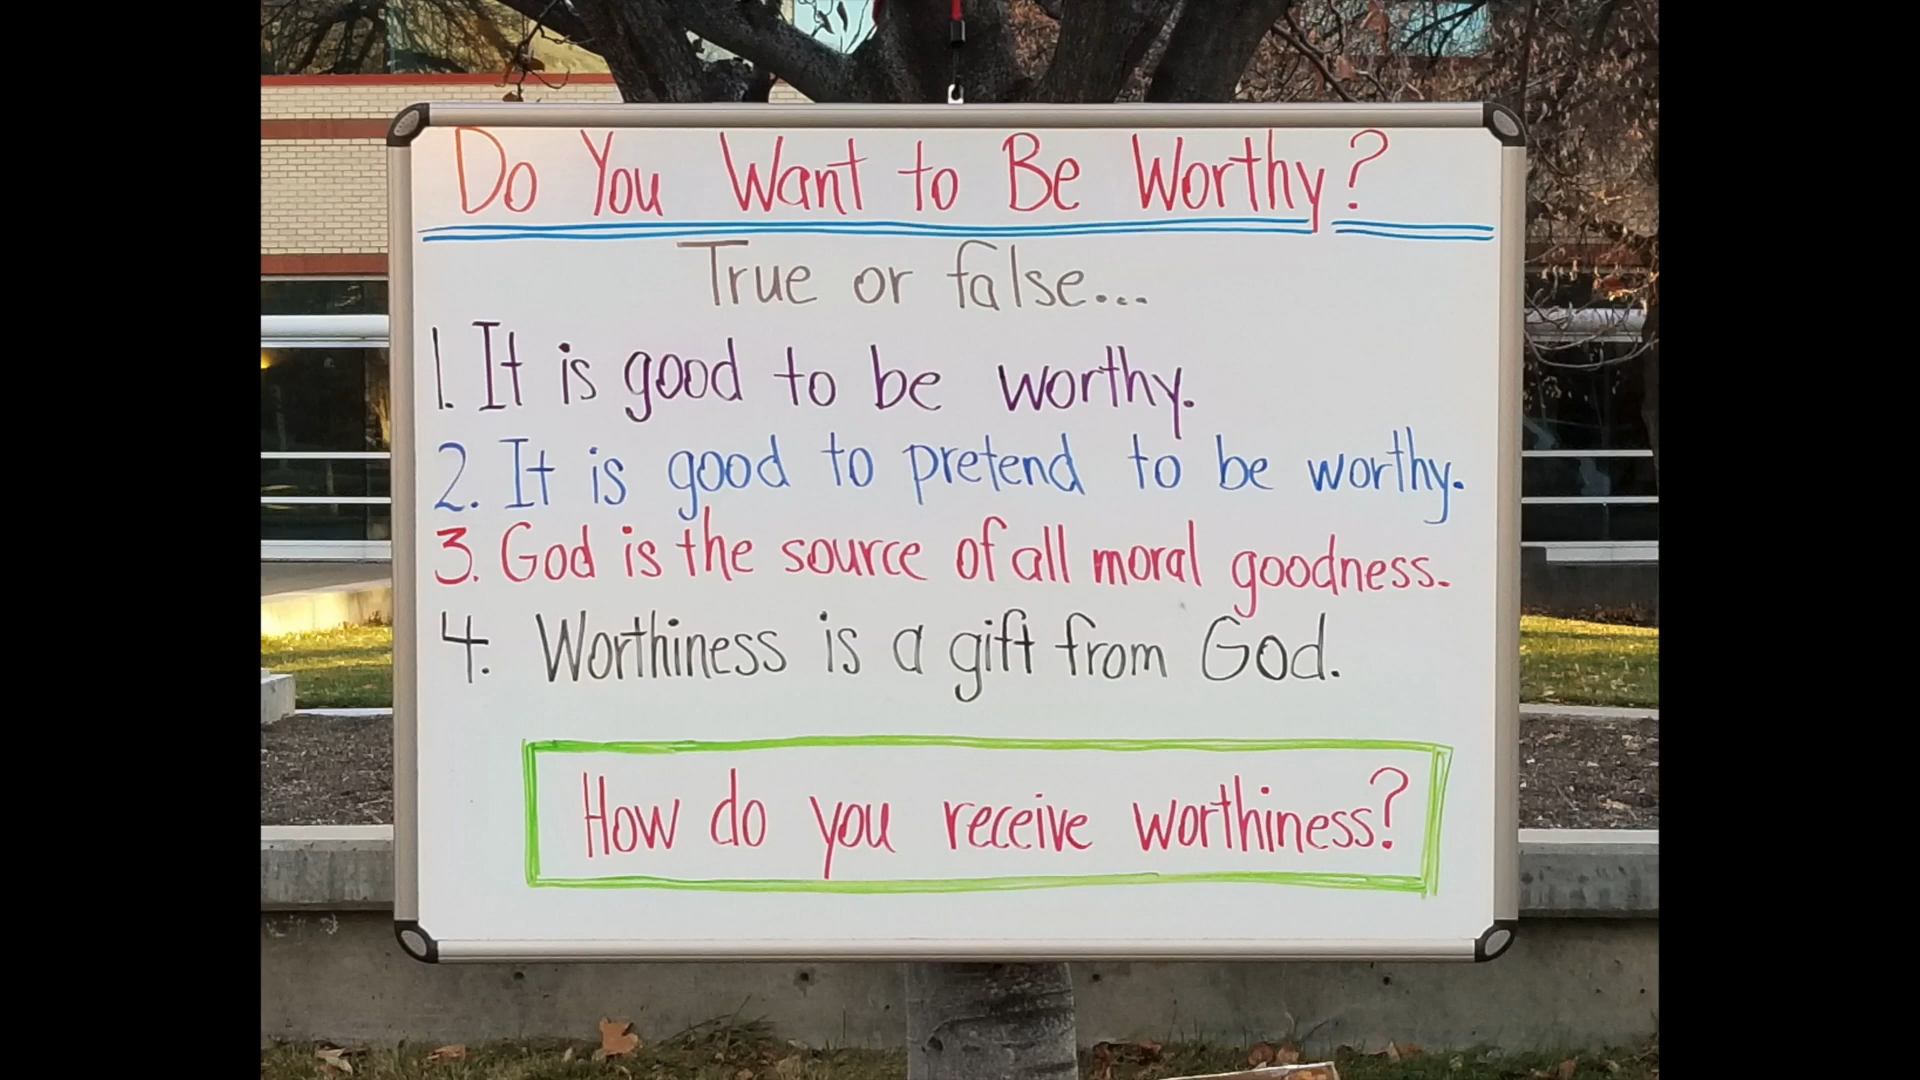 Do You Want to Be Worthy?
True or false...
1. It is good to be worthy.
2. It is good to pretend to be worthy.
3. God is the source of all moral goodness.
4. Worthiness is a gift from God.
How do you receive worthiness?